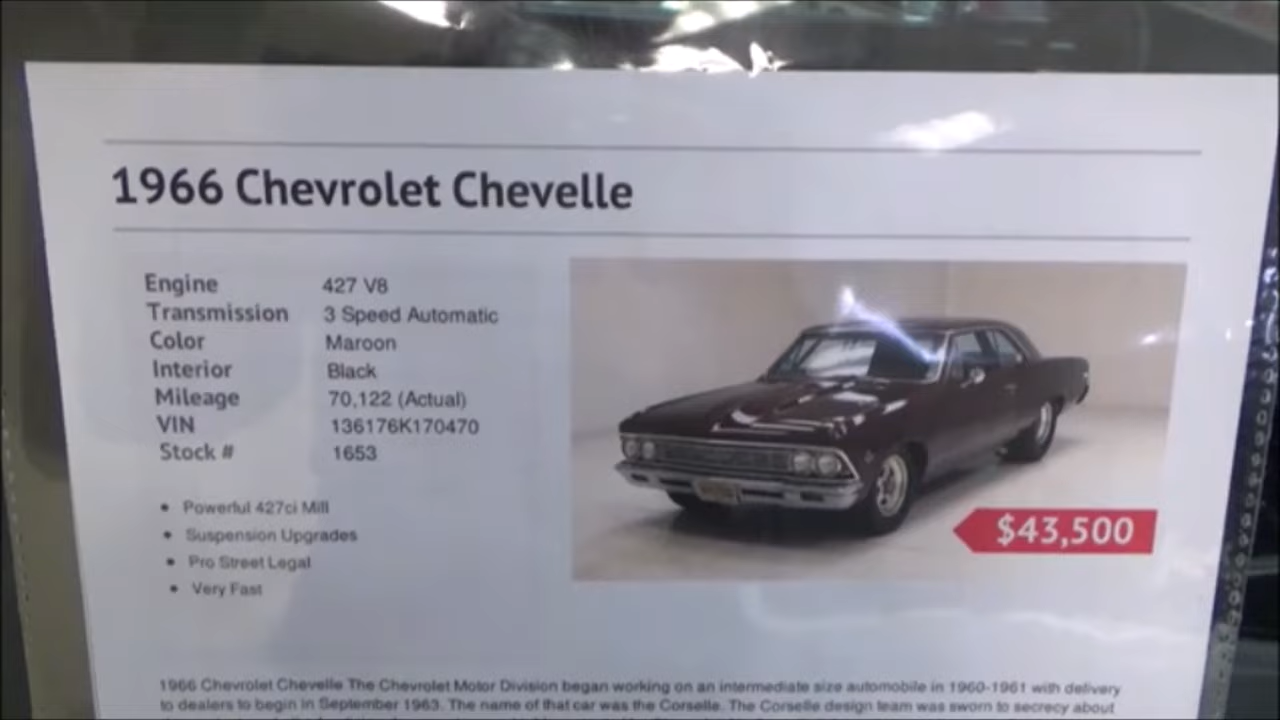 1966 Chevrolet Chevelle
Engine 427 V8
Transmission 3 Speed Automatic
Color Maroon
Interior Black
Mileage 70,122 (Actual)
VIN 136176K170470
Stock # 1653
• Powerful 427ci Mill
• Suspension Upgrades
• Pro Street Legal
• Very Fast
$43,500
1966 Chevrolet Chevelle The Chevrolet Motor Division began working on an intermediate size automobile in 1960-1961 with delivery
to dealers to begin in September 1963. The name of that car was the Corselle. The Corselle design team was sworn to secrecy about